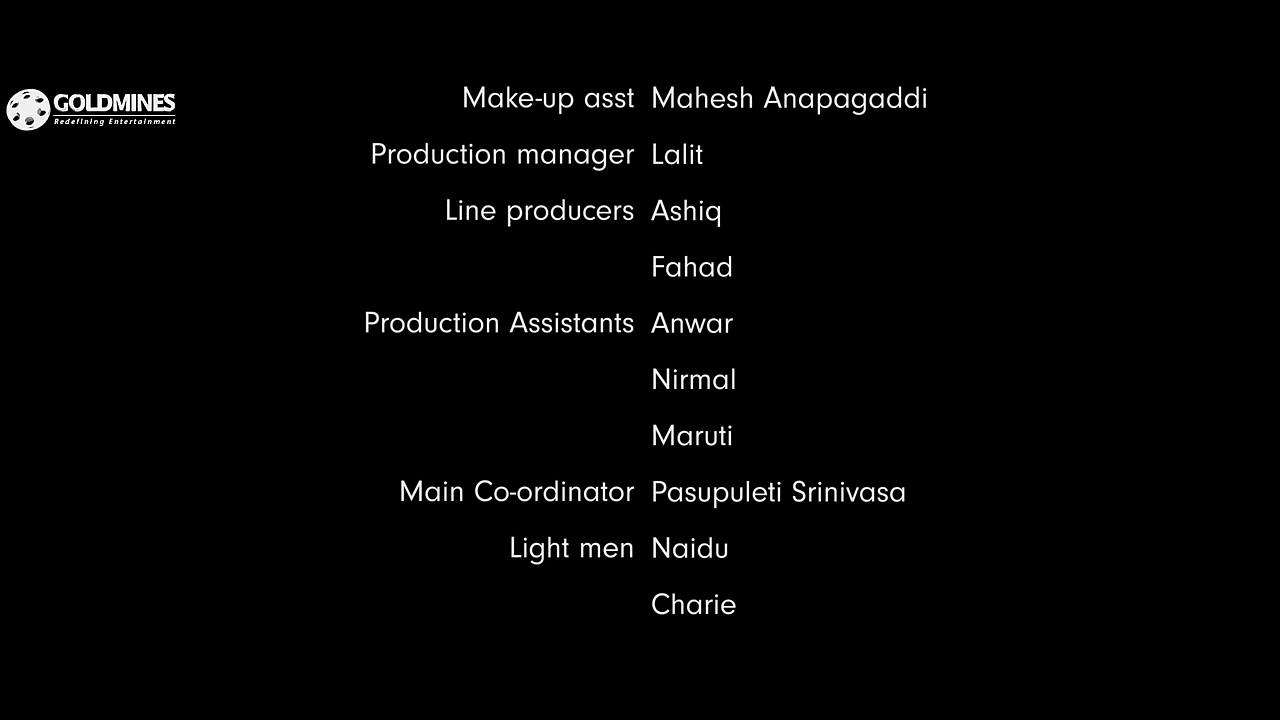 GOLDMINES
Redefining Entertainment
Make-up asst Mahesh Anapagaddi
Production manager Lalit
Line producers Ashiq
Fahad
Production Assistants Anwar
Nirmal
Maruti
Main Co-ordinator Pasupuleti Srinivasa
Light men Naidu
Charie